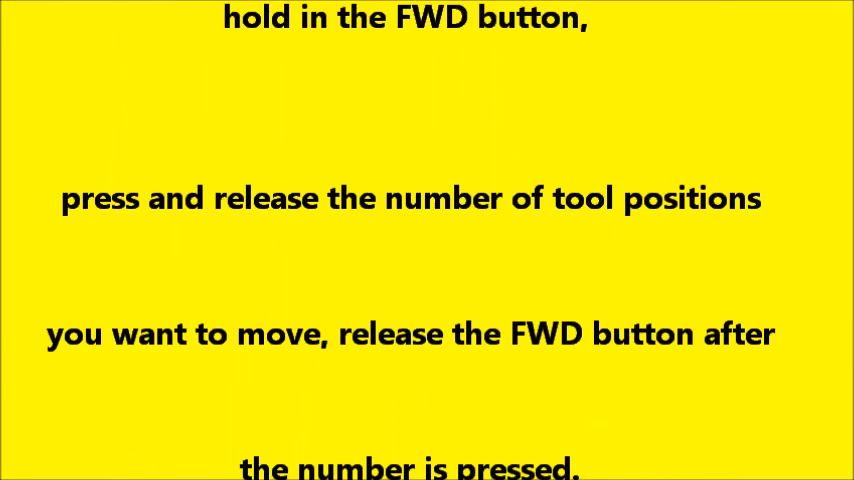 hold in the FWD button,
press and release the number of tool positions
you want to move, release the FWD button after
the number is pressed.